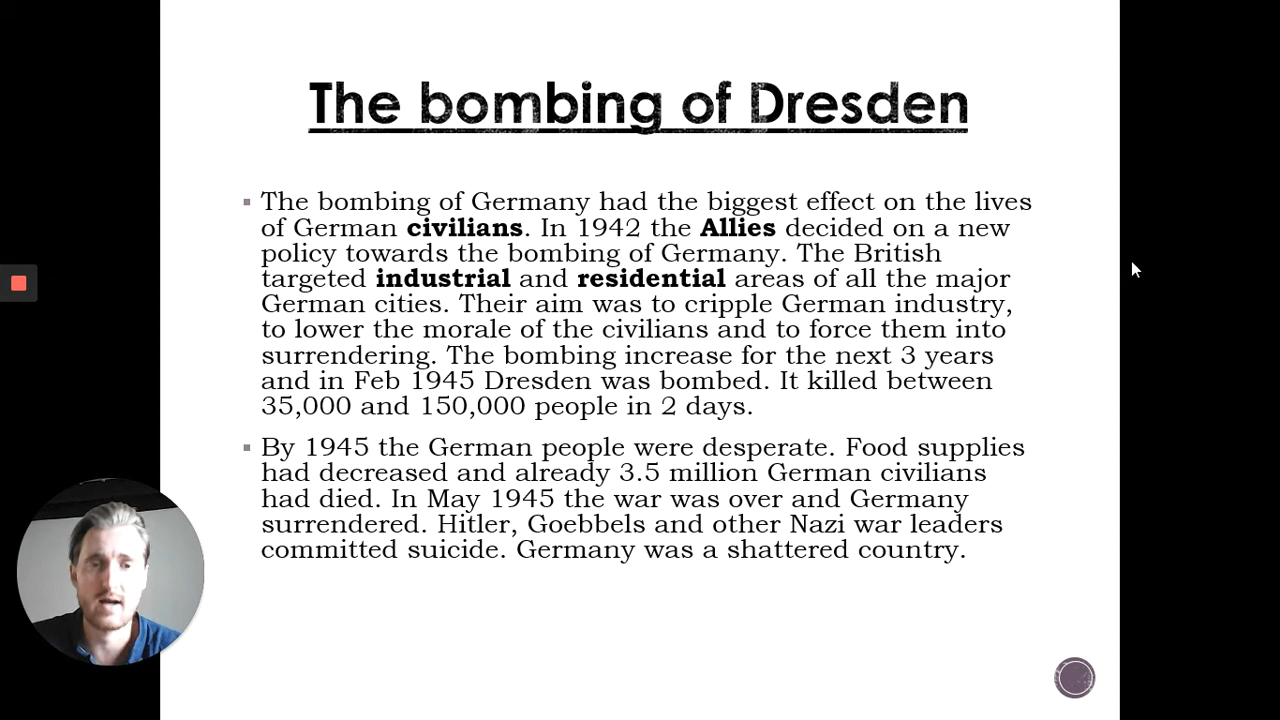 The bombing of Dresden
The bombing of Germany had the biggest effect on the lives
of German civilians. In 1942 the Allies decided on a new
policy towards the bombing of Germany. The British
targeted industrial and residential areas of all the major
German cities. Their aim was to cripple German industry,
to lower the morale of the civilians and to force them into
surrendering. The bombing increase for the next 3 years
and in Feb 1945 Dresden was bombed. It killed between
35,000 and 150,000 people in 2 days.
By 1945 the German people were desperate. Food supplies
had decreased and already 3.5 million German civilians
had died. In May 1945 the war was over and Germany
surrendered. Hitler, Goebbels and other Nazi war leaders
committed suicide. Germany was a shattered country.